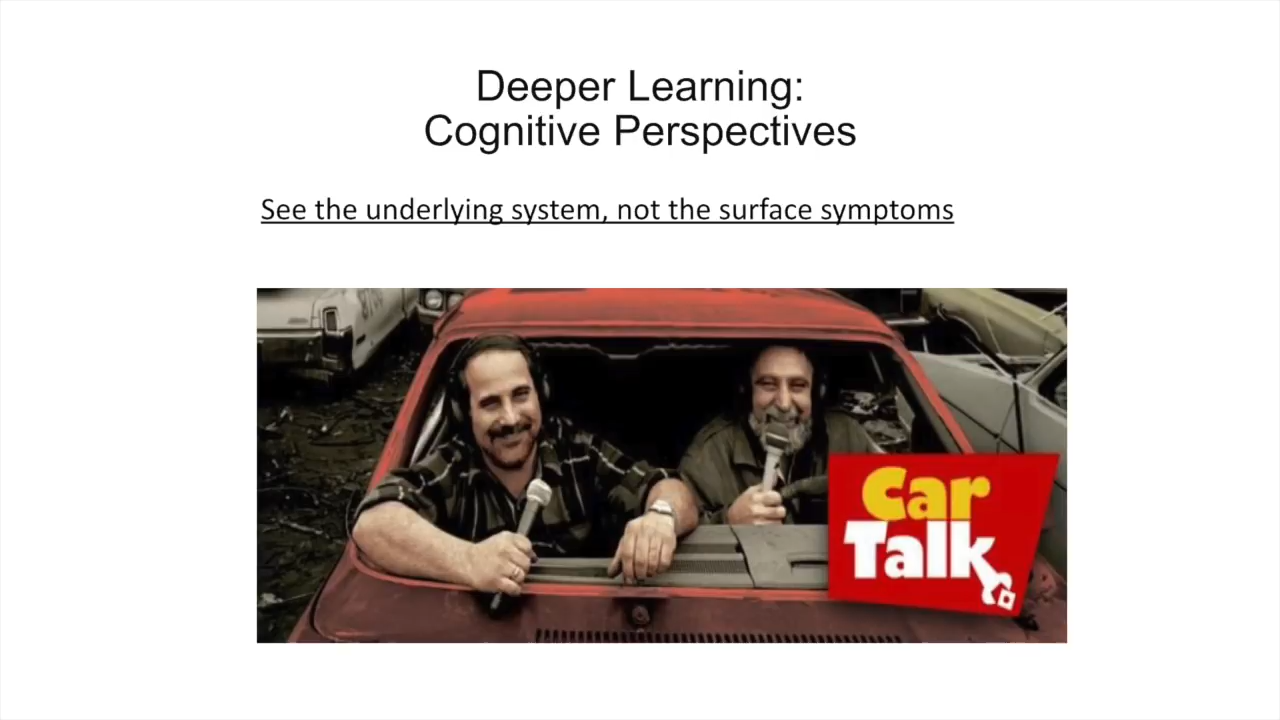 Deeper Learning:
Cognitive Perspectives
See the underlying system, not the surface symptoms
Car
Talk